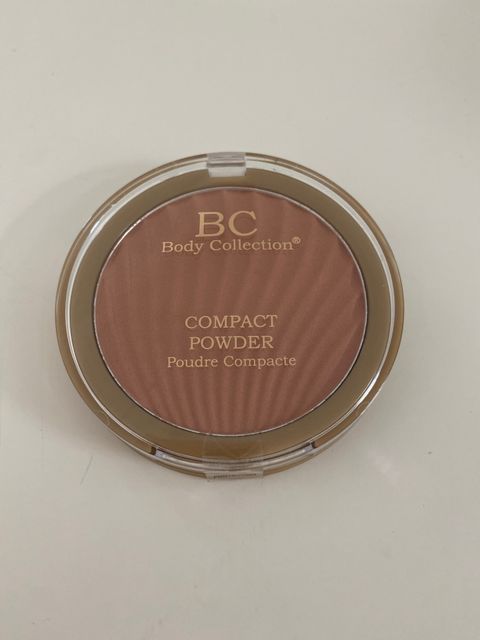 BC
Body Collection®
COMPACT
POWDER
Poudre Compacte